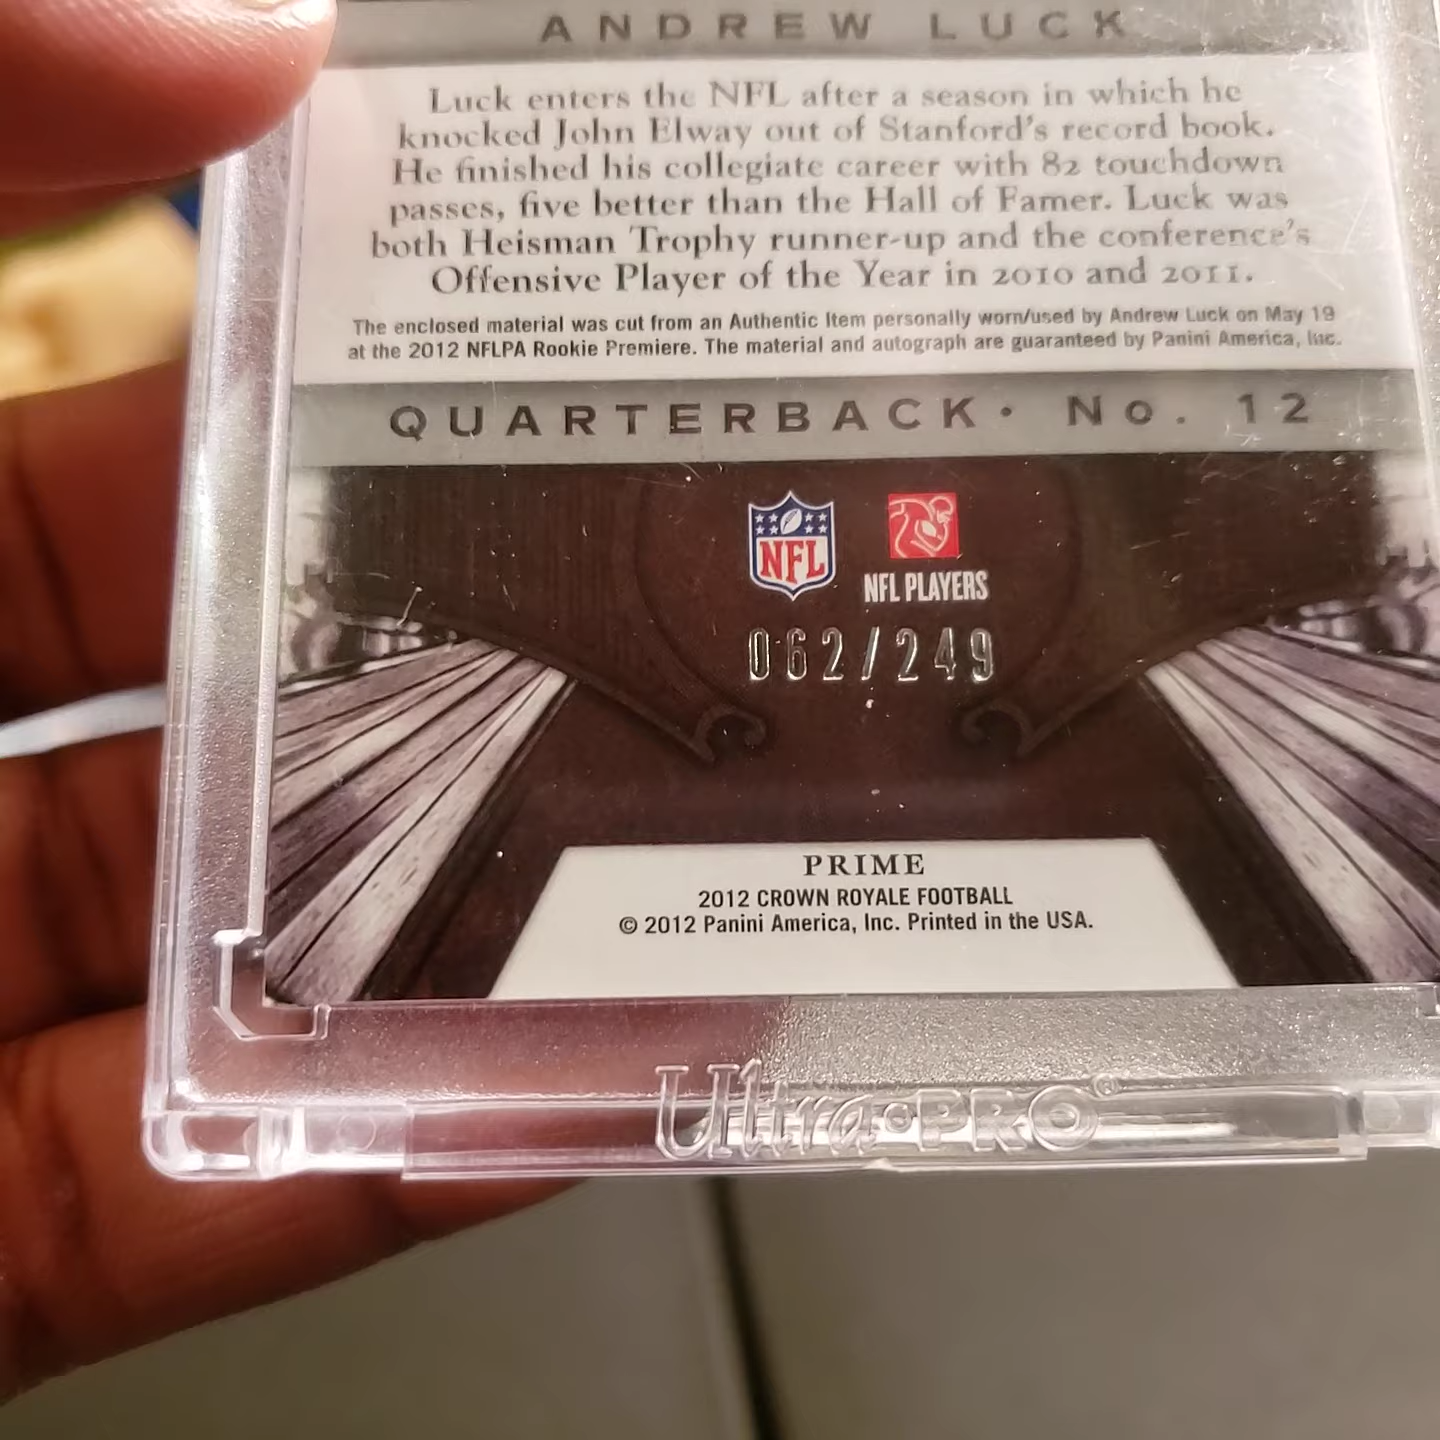 ANDREW LUCK
Luck enters the NFL after a season in which he
knocked John Elway out of Stanford's record book.
He finished his collegiate career with 82 touchdown
passes, five better than the Hall of Famer. Luck was
both Heisman Trophy runner-up and the conference's
Offensive Player of the Year in 2010 and 2011.
The enclosed material was cut from an Authentic Item personally worn/used by Andrew Luck on May 19
at the 2012 NFLPA Rookie Premiere. The material and autograph are guaranteed by Panini America, Inc.
QUARTERBACK • No. 12
NFL
NFL PLAYERS
062/249
PRIME
2012 CROWN ROYALE FOOTBALL
© 2012 Panini America, Inc. Printed in the USA.
Ultra•PRO®